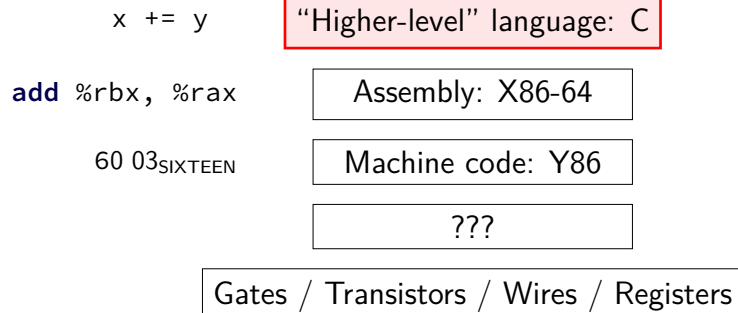 x += y “Higher-level” language: C
add %rbx, %rax Assembly: X86-64
60 03SIXTEEN Machine code: Y86
???
Gates / Transistors / Wires / Registers